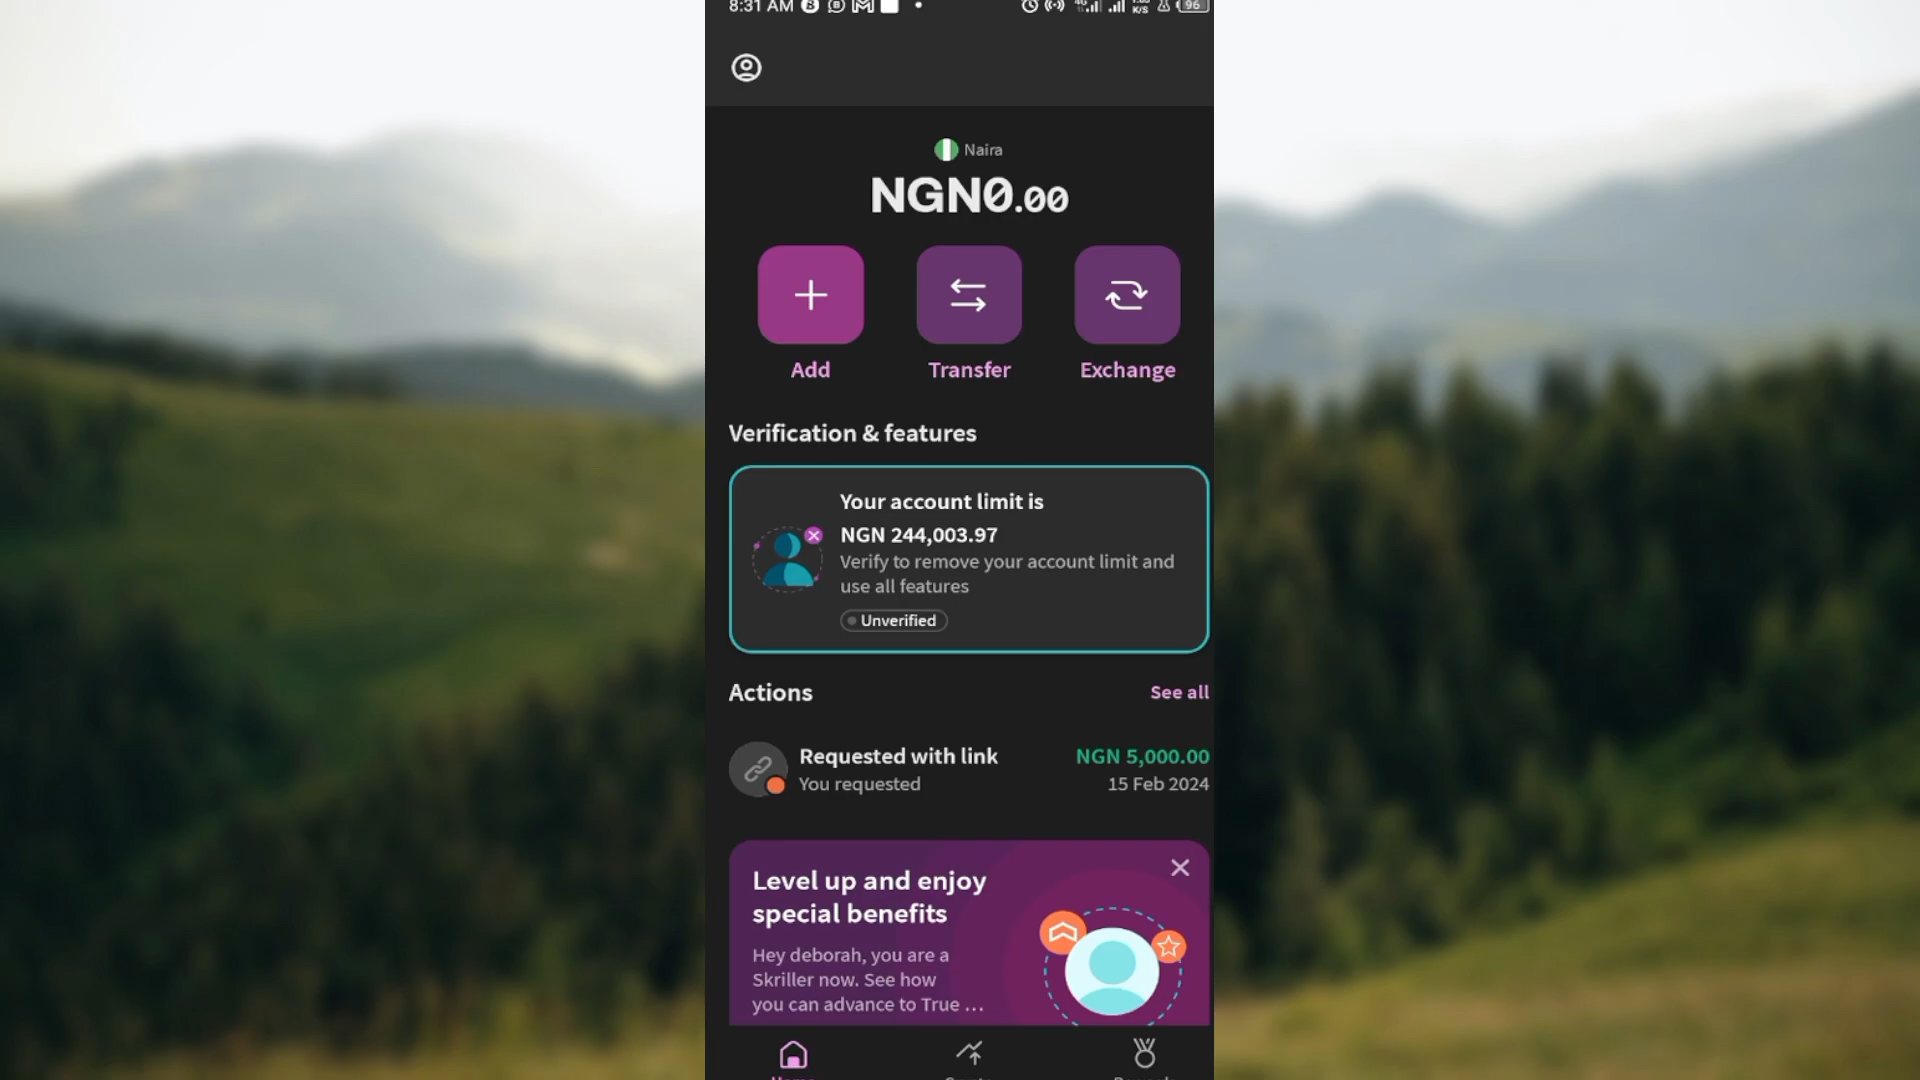 8:31 AM
96
Naira
NGN0.00
Add
Transfer
Exchange
Verification & features
Your account limit is
NGN 244,003.97
Verify to remove your account limit and
use all features
Unverified
Actions
See all
Requested with link
NGN 5,000.00
You requested
15 Feb 2024
Level up and enjoy
special benefits
Hey deborah, you are a
Skriller now. See how
you can advance to True ...